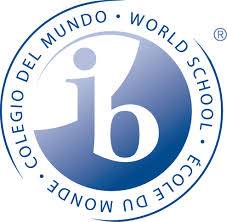 COLEGIO DEL MUNDO · WORLD SCHOOL · ÉCOLE DU MONDE ·
®
ib